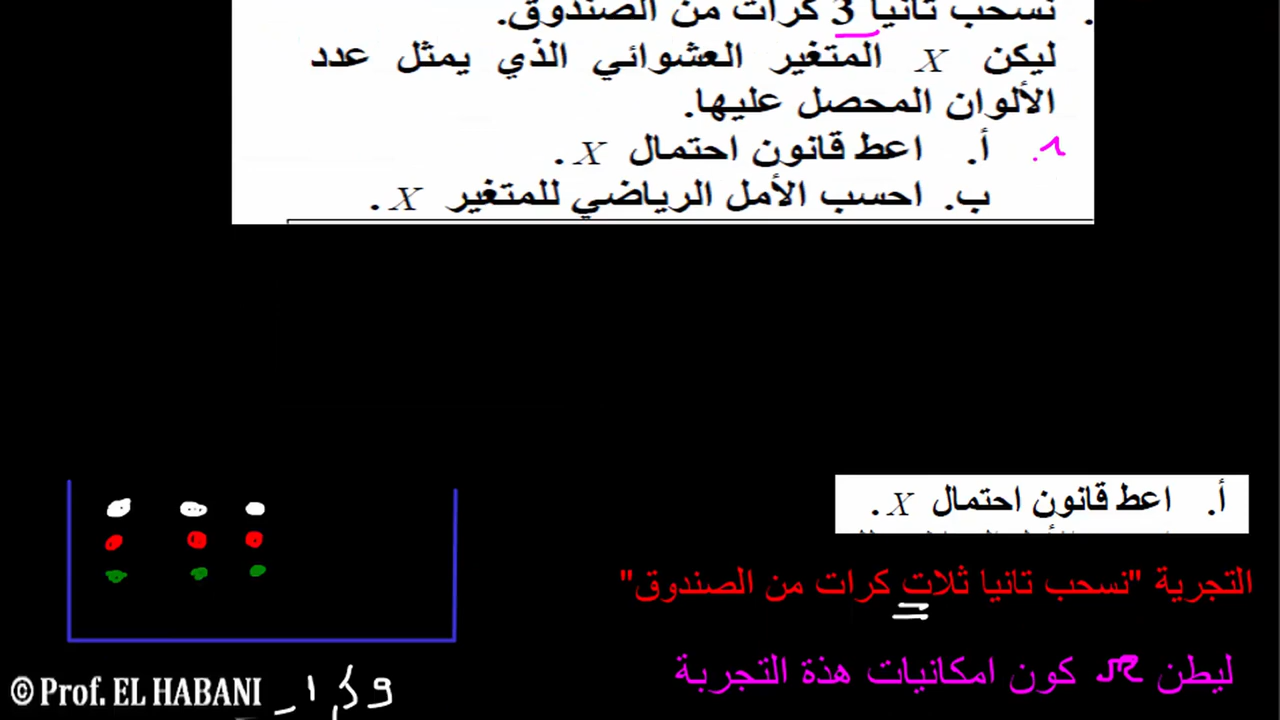 . نسحب تانيا 3 كرات من الصندوق.
ليكن X المتغير العشوائي الذي يمثل عدد
الألوان المحصل عليها.
أ. اعط قانون احتمال X .
ب. احسب الأمل الرياضي للمتغير X .
أ. اعط قانون احتمال X .
التجربة "نسحب تانيا ثلات كرات من الصندوق"
ليطن Ω كون امكانيات هذة التجربة
© Prof. EL HABANI